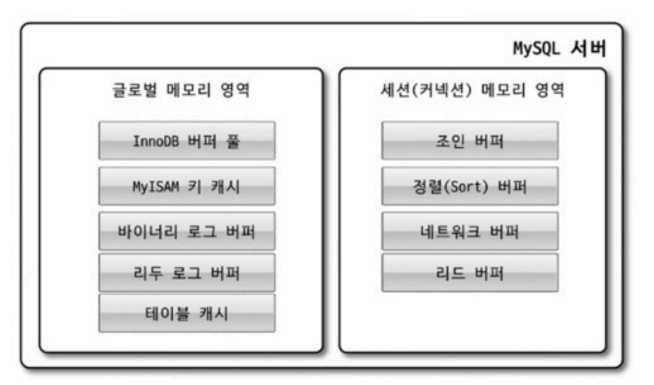 MySQL 서버
글로벌 메모리 영역
InnoDB 버퍼 풀
MyISAM 키 캐시
바이너리 로그 버퍼
리두 로그 버퍼
테이블 캐시
세션(커넥션) 메모리 영역
조인 버퍼
정렬(Sort) 버퍼
네트워크 버퍼
리드 버퍼